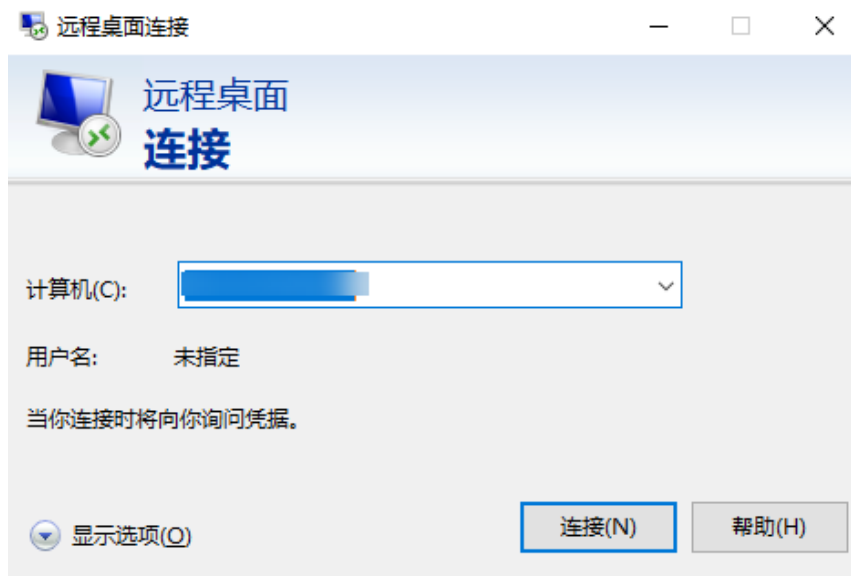 远程桌面连接
远程桌面
连接
计算机(C):
用户名: 未指定
当你连接时将向你询问凭据。
显示选项(O) 连接(N) 帮助(H)